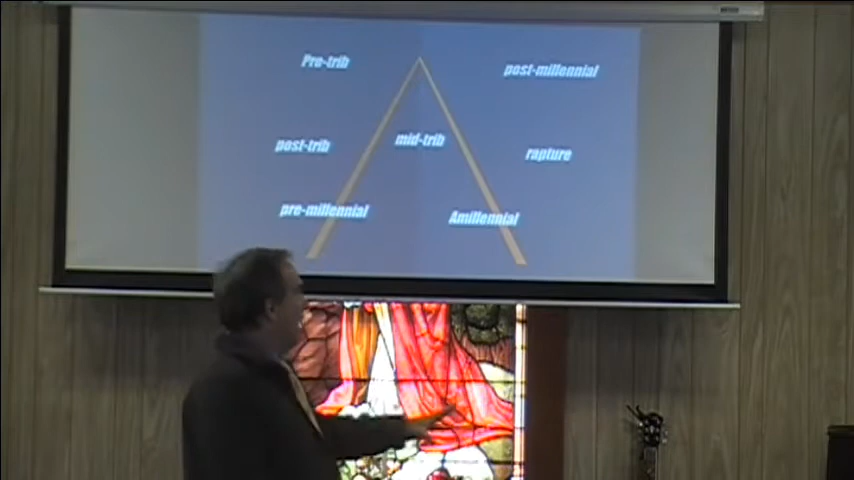 Pre-trib
post-millennial
post-trib
mid-trib
rapture
pre-millennial
Amillennial